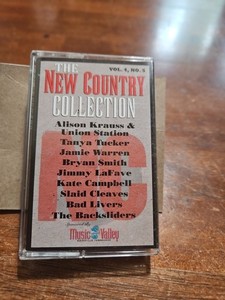 THE
VOL. 4, NO. 3
NEW COUNTRY
COLLECTION
Alison Krauss &
Union Station
Tanya Tucker
Jamie Warren
Bryan Smith
Jimmy LaFave
Kate Campbell
Slaid Cleaves
Bad Livers
The Backsliders
Music Valley